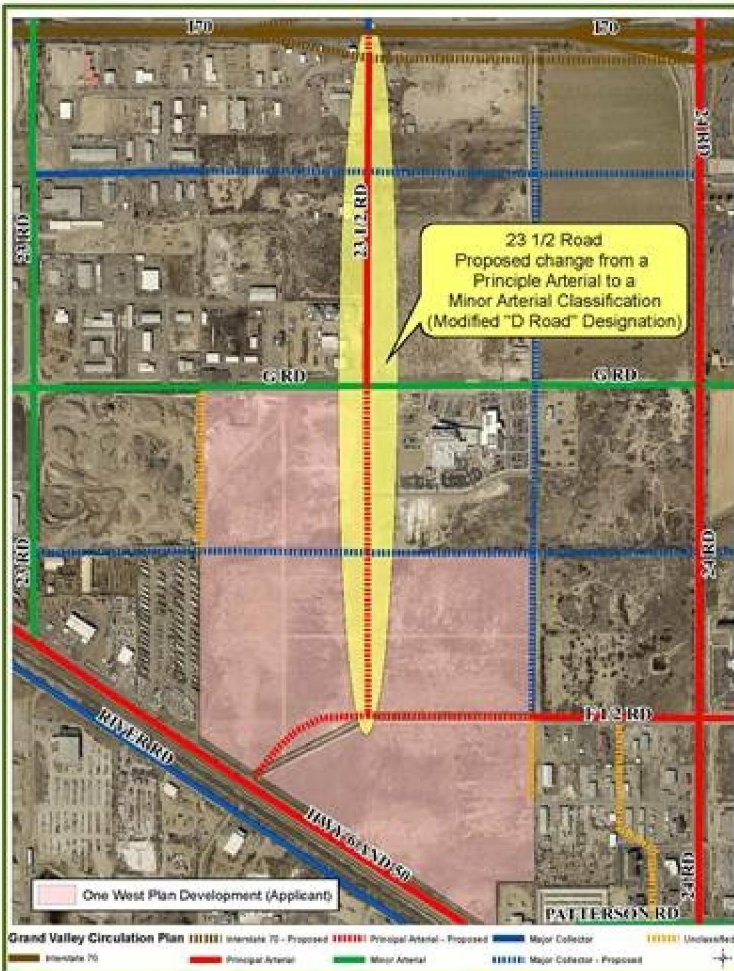 I70
I70
24 RD
23 RD
23 1/2 RD
23 1/2 Road
Proposed change from a
Principle Arterial to a
Minor Arterial Classification
(Modified "D Road" Designation)
G RD
G RD
23 RD
24 RD
F 1/2 RD
RIVER RD
HWY 6 AND 50
24 RD
PATTERSON RD
One West Plan Development (Applicant)
Grand Valley Circulation Plan
Interstate 70 - Proposed
Principal Arterial - Proposed
Major Collector
Unclassified
Interstate 70
Principal Arterial
Minor Arterial
Major Collector - Proposed